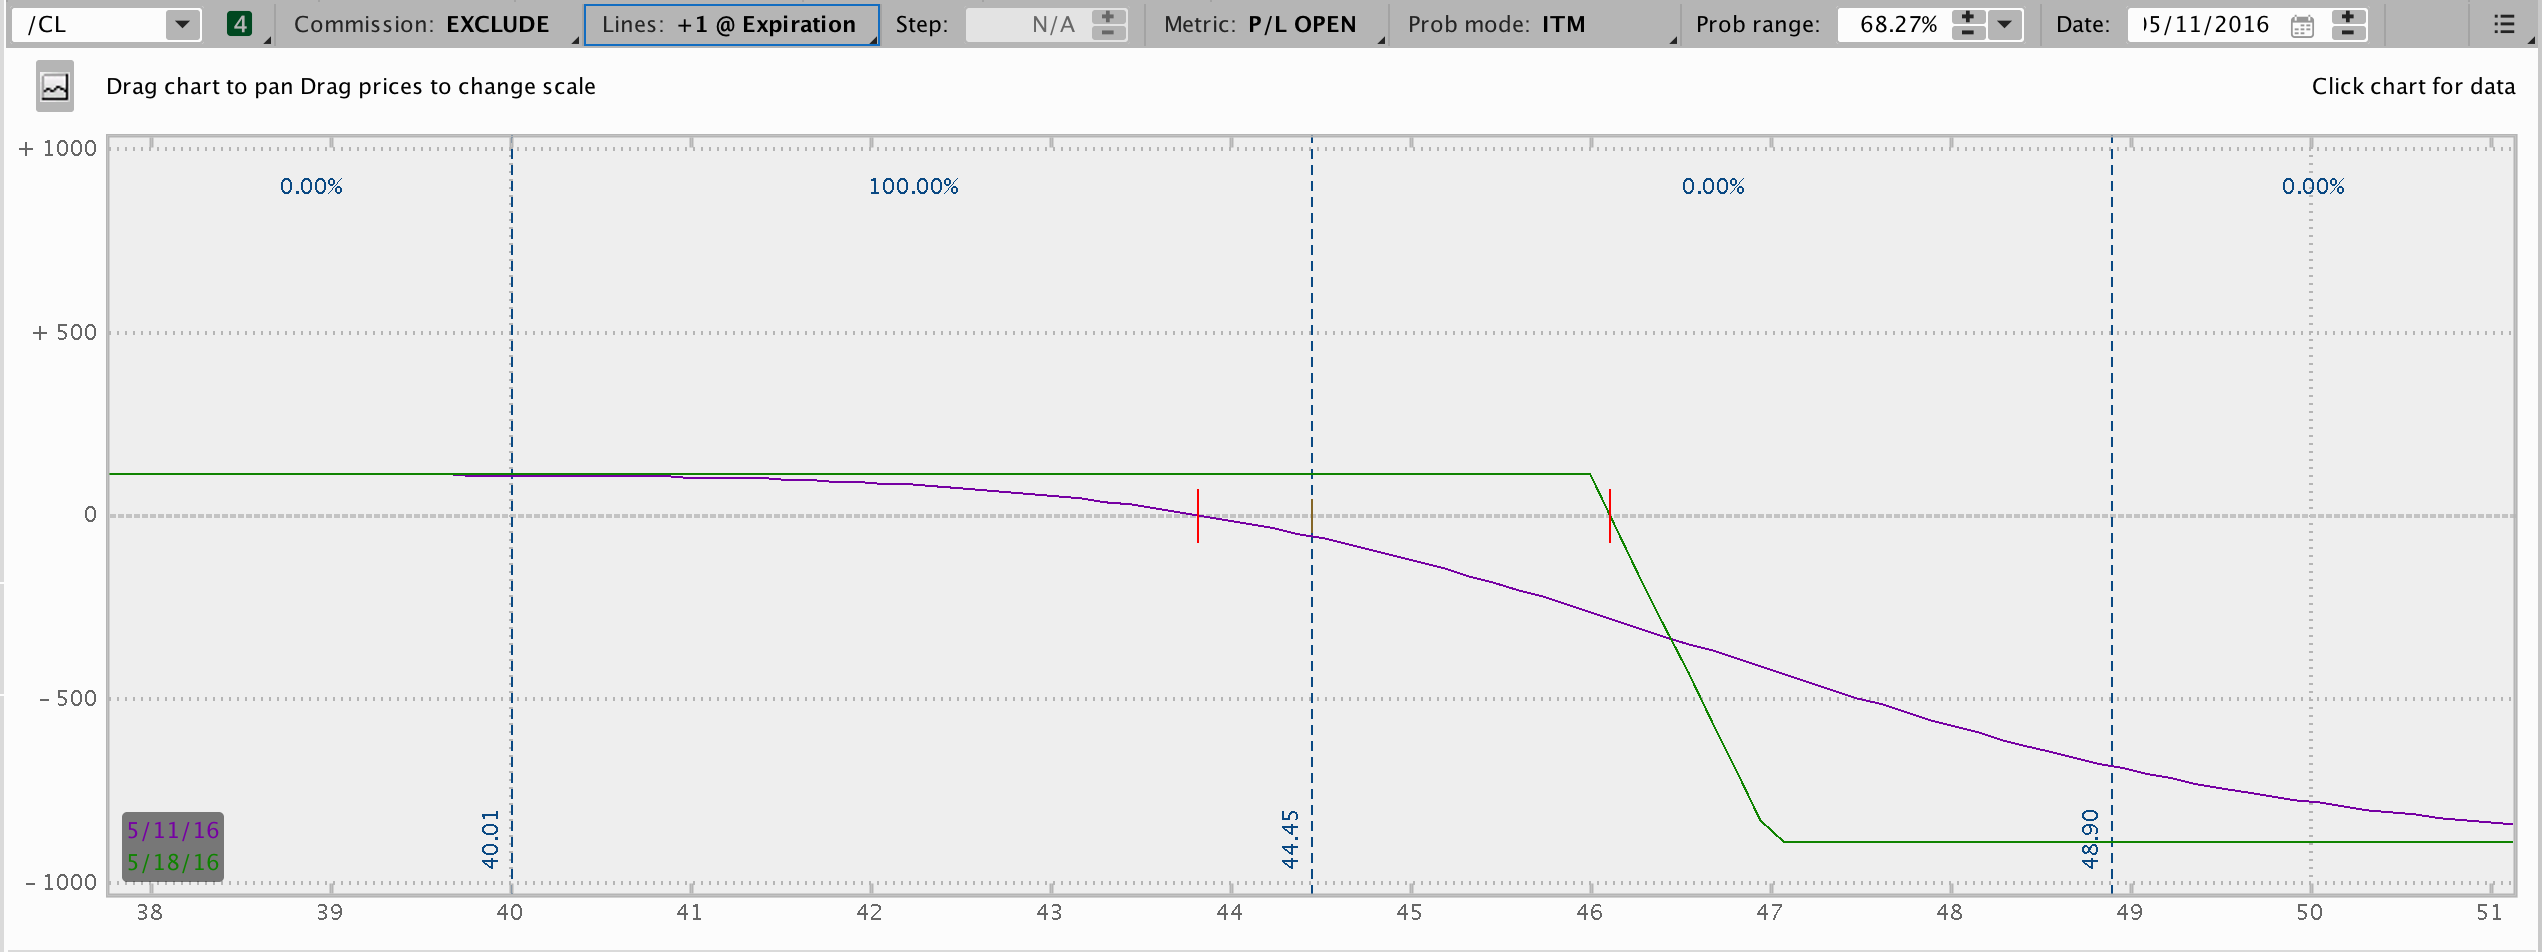 /CL 4 Commission: EXCLUDE Lines: +1 @ Expiration Step: N/A Metric: P/L OPEN Prob mode: ITM Prob range: 68.27% Date: 05/11/2016
Drag chart to pan Drag prices to change scale Click chart for data
+ 1000
0.00% 100.00% 0.00% 0.00%
+ 500
0
- 500
40.01 44.45 48.90
5/11/16
5/18/16
- 1000
38 39 40 41 42 43 44 45 46 47 48 49 50 51